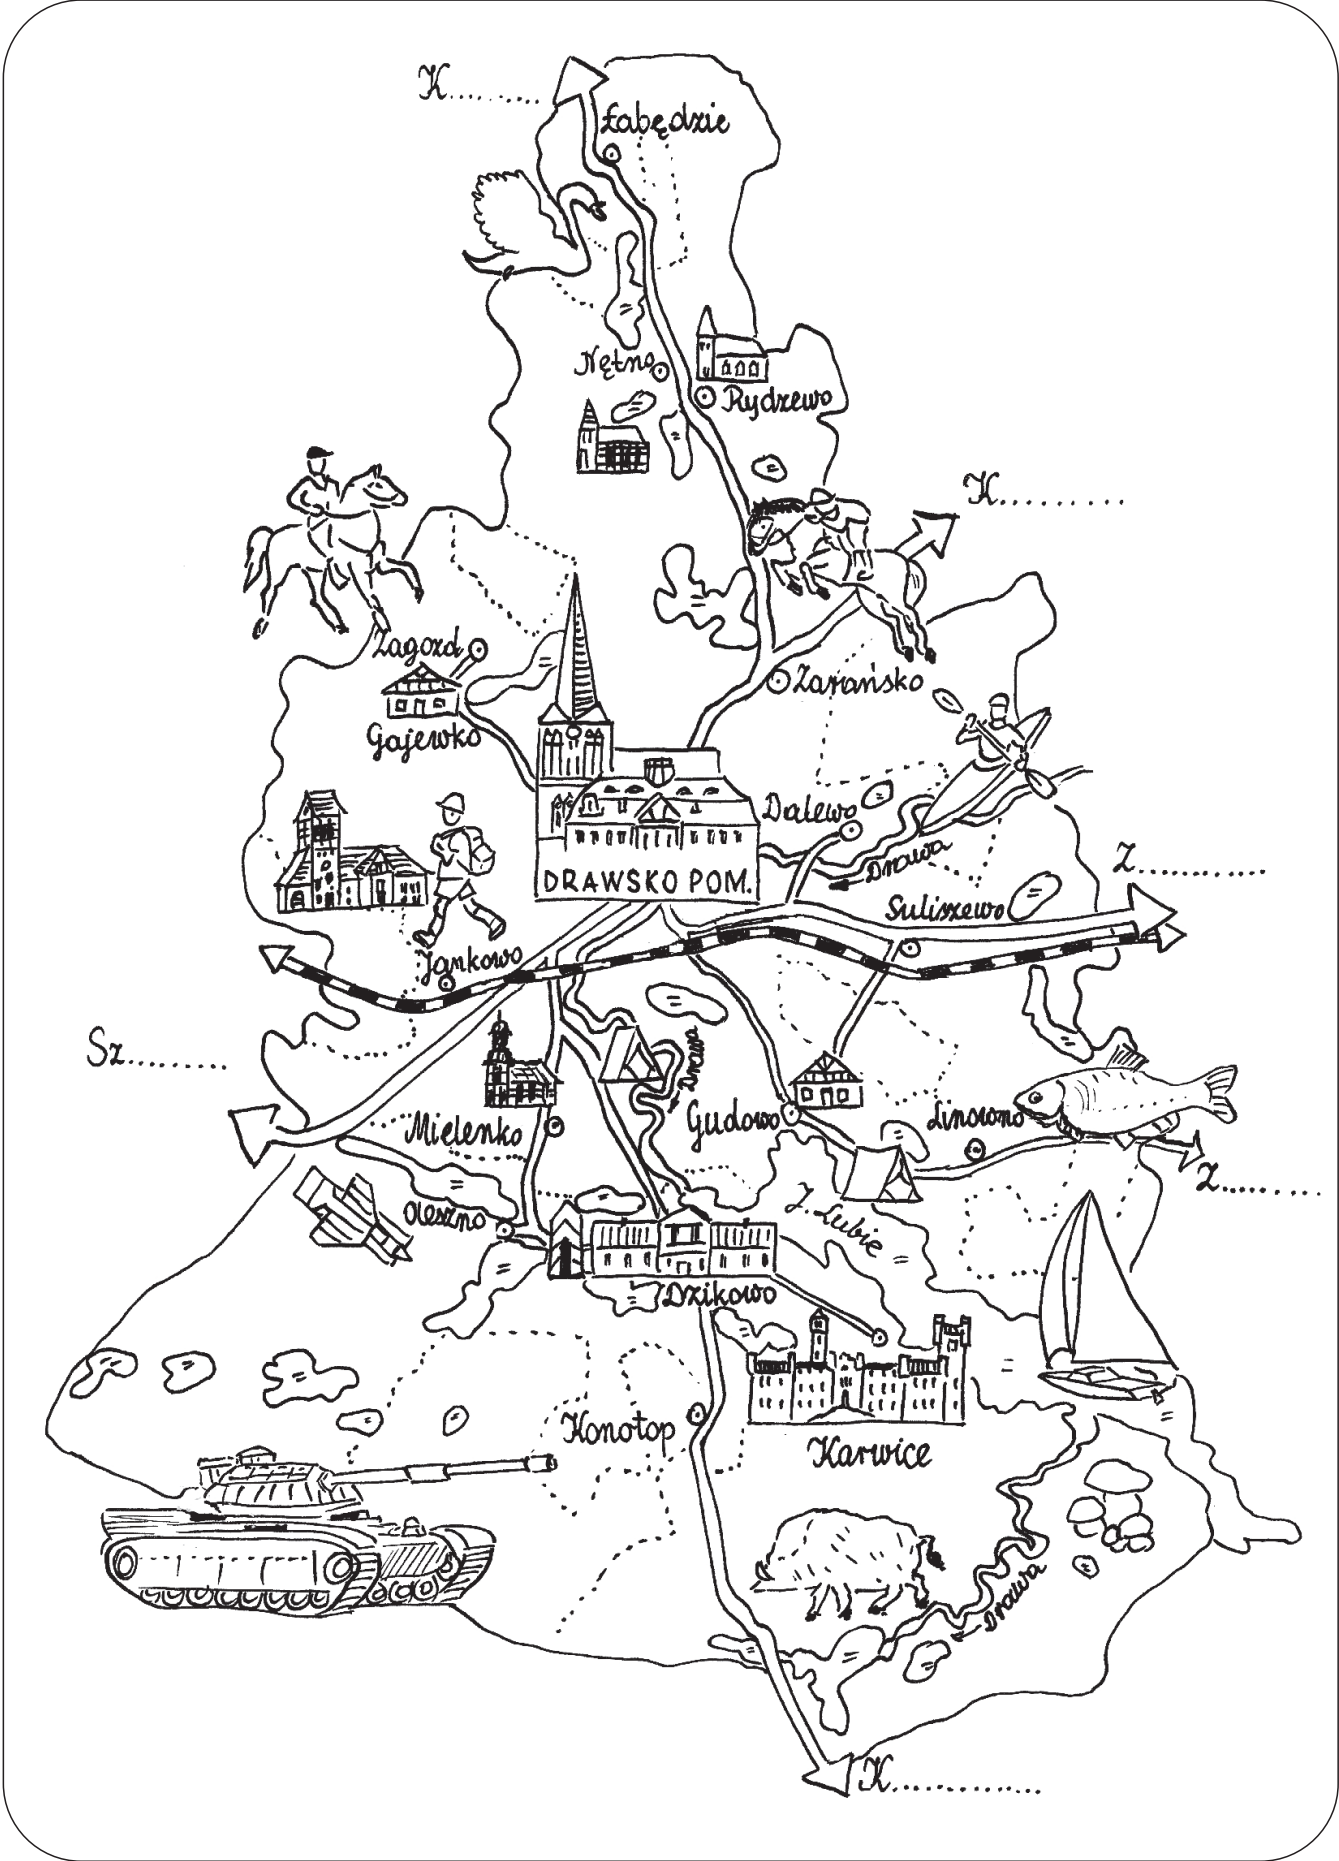 K..........
Łabędzie
Nętno
Rydzewo
K..........
Zagozd
Żarańsko
Gajewko
Dalewo
Drawa
DRAWSKO POM.
Z..........
Suliszewo
Jankowo
Sz..........
Drawa
Mielenko
Gudowo
Linowno
Z..........
Oleszno
J. Lubie
Dzikowo
Konotop
Karwice
Drawa
K..........